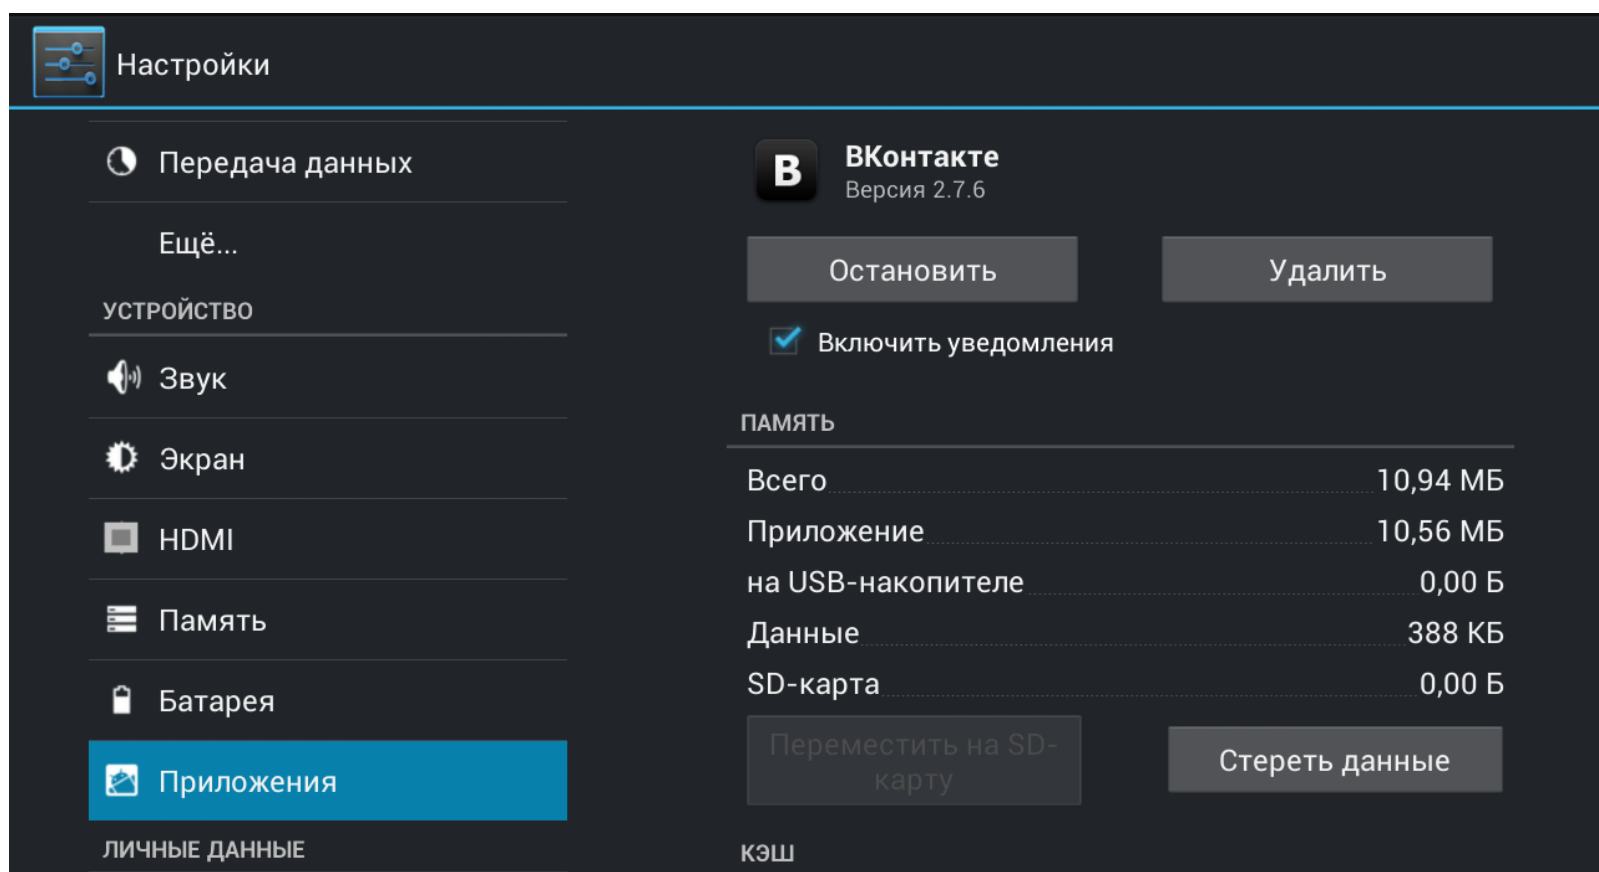 Настройки
Передача данных
Ещё...
УСТРОЙСТВО
Звук
Экран
HDMI
Память
Батарея
Приложения
ЛИЧНЫЕ ДАННЫЕ
B
ВКонтакте
Версия 2.7.6
Остановить
Удалить
Включить уведомления
ПАМЯТЬ
Всего 10,94 МБ
Приложение 10,56 МБ
на USB-накопителе 0,00 Б
Данные 388 КБ
SD-карта 0,00 Б
Переместить на SD-
карту
Стереть данные
КЭШ